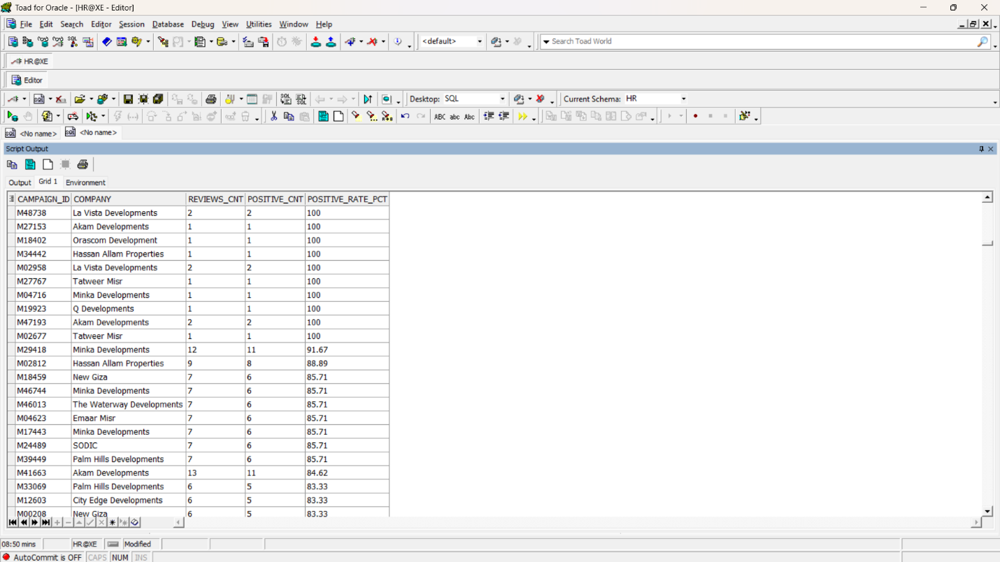 Toad for Oracle - [HR@XE - Editor]
File Edit Search Editor Session Database Debug View Utilities Window Help
<default> Search Toad World
HR@XE
Editor
Desktop: SQL Current Schema: HR
ABC abc Abc
<No name> <No name>
Script Output
Output Grid 1 Environment
CAMPAIGN_ID COMPANY REVIEWS_CNT POSITIVE_CNT POSITIVE_RATE_PCT
M48738 La Vista Developments 2 2 100
M27153 Akam Developments 1 1 100
M18402 Orascom Development 1 1 100
M34442 Hassan Allam Properties 1 1 100
M02958 La Vista Developments 2 2 100
M27767 Tatweer Misr 1 1 100
M04716 Minka Developments 1 1 100
M19923 Q Developments 1 1 100
M47193 Akam Developments 2 2 100
M02677 Tatweer Misr 1 1 100
M29418 Minka Developments 12 11 91.67
M02812 Hassan Allam Properties 9 8 88.89
M18459 New Giza 7 6 85.71
M46744 Minka Developments 7 6 85.71
M46013 The Waterway Developments 7 6 85.71
M04623 Emaar Misr 7 6 85.71
M17443 Minka Developments 7 6 85.71
M24489 SODIC 7 6 85.71
M39449 Palm Hills Developments 7 6 85.71
M41663 Akam Developments 13 11 84.62
M33069 Palm Hills Developments 6 5 83.33
M12603 City Edge Developments 6 5 83.33
M00208 New Giza 6 5 83.33
08:50 mins HR@XE Modified
AutoCommit is OFF CAPS NUM INS